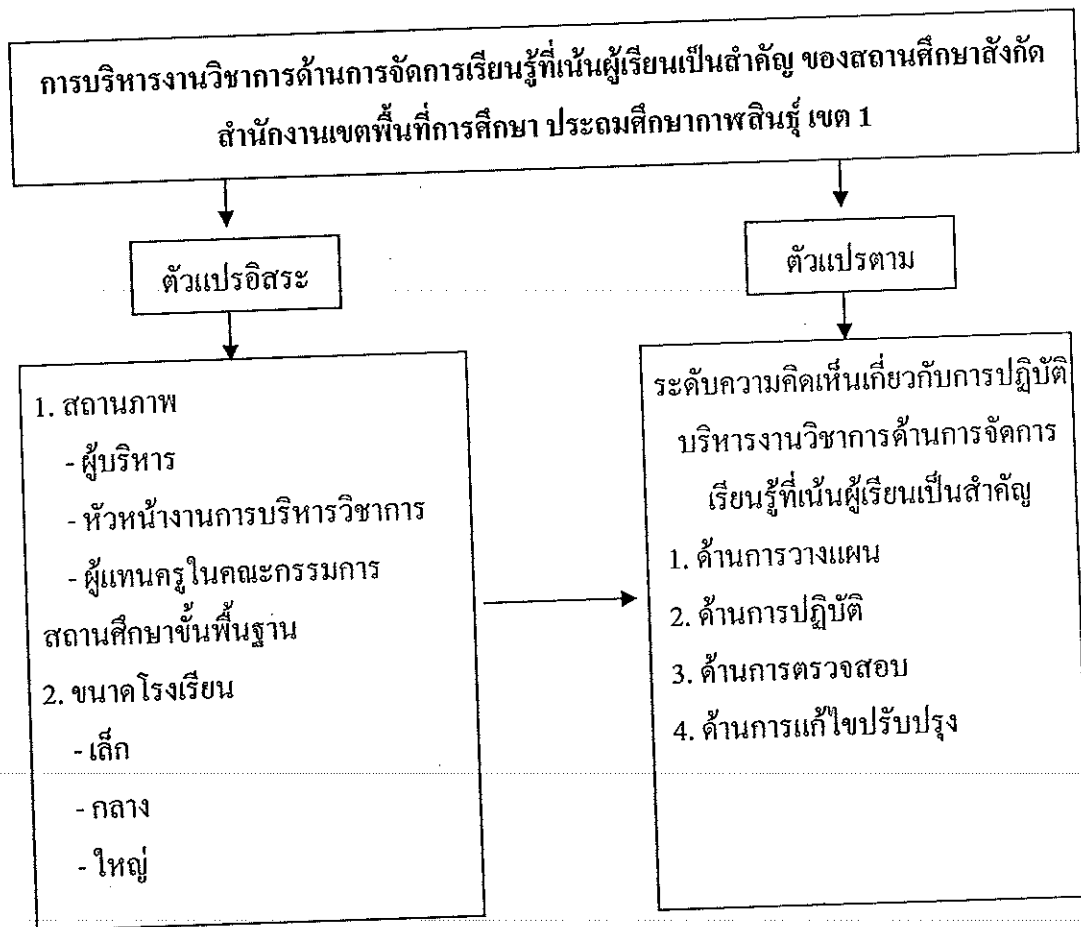 การบริหารงานวิชาการด้านการจัดการเรียนรู้ที่เน้นผู้เรียนเป็นสำคัญ ของสถานศึกษาสังกัด
สำนักงานเขตพื้นที่การศึกษา ประถมศึกษากาฬสินธุ์ เขต 1
ตัวแปรอิสระ
1. สถานภาพ
- ผู้บริหาร
- หัวหน้างานการบริหารวิชาการ
- ผู้แทนครูในคณะกรรมการ
สถานศึกษาขั้นพื้นฐาน
2. ขนาดโรงเรียน
- เล็ก
- กลาง
- ใหญ่
ตัวแปรตาม
ระดับความคิดเห็นเกี่ยวกับการปฏิบัติ
บริหารงานวิชาการด้านการจัดการ
เรียนรู้ที่เน้นผู้เรียนเป็นสำคัญ
1. ด้านการวางแผน
2. ด้านการปฏิบัติ
3. ด้านการตรวจสอบ
4. ด้านการแก้ไขปรับปรุง